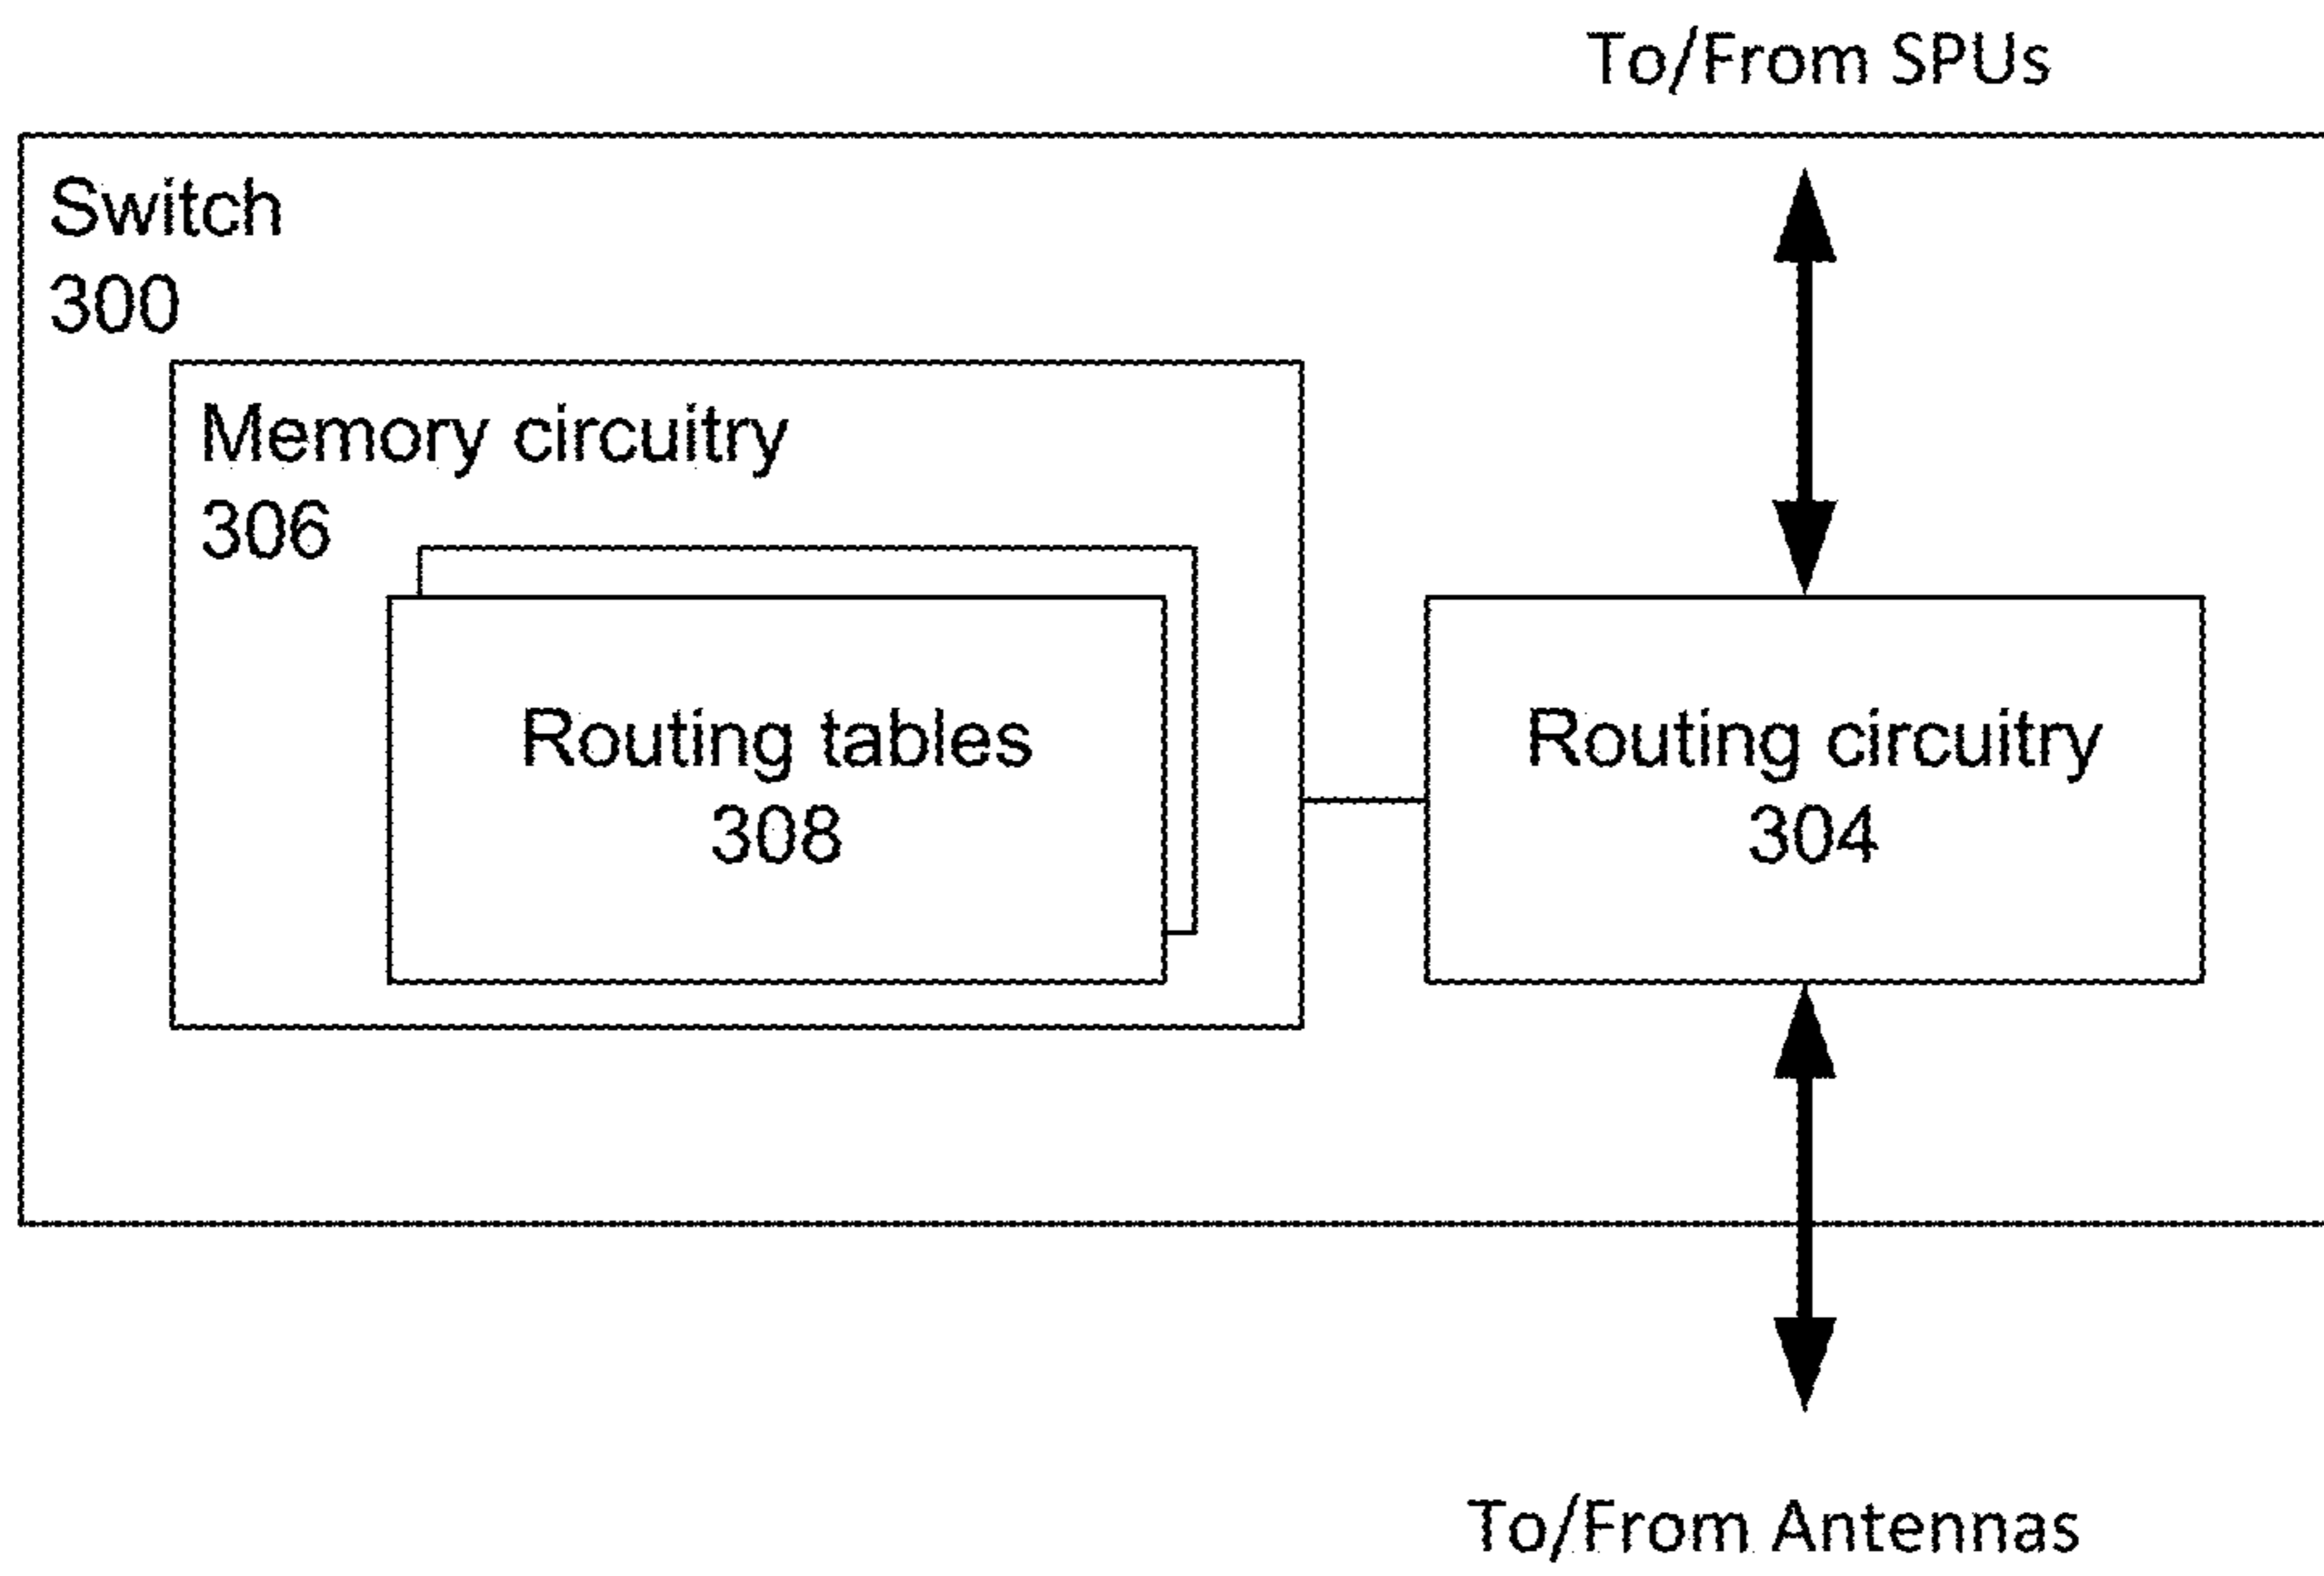 To/From SPUs
Switch
300
Memory circuitry
306
Routing tables
308
Routing circuitry
304
To/From Antennas